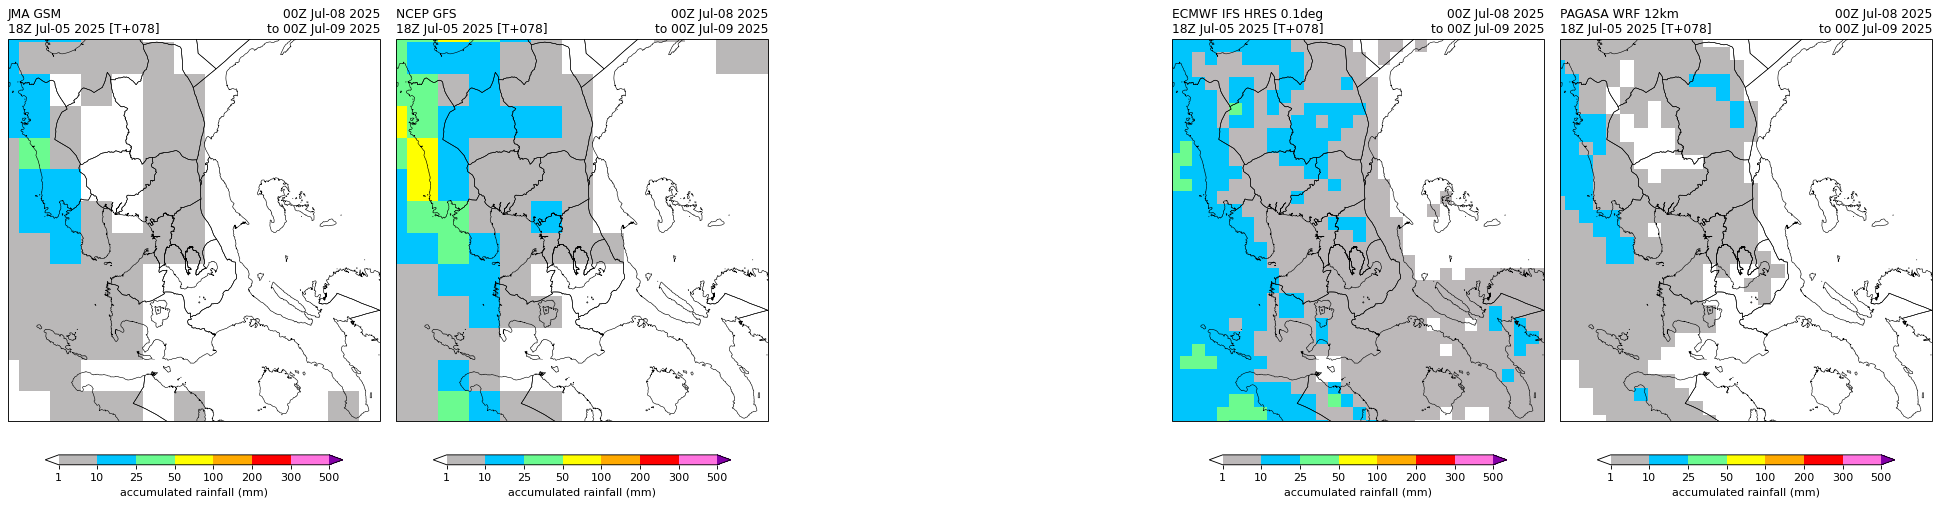 JMA GSM 00Z Jul-08 2025
18Z Jul-05 2025 [T+078] to 00Z Jul-09 2025
1 10 25 50 100 200 300 500
accumulated rainfall (mm)
NCEP GFS 00Z Jul-08 2025
18Z Jul-05 2025 [T+078] to 00Z Jul-09 2025
1 10 25 50 100 200 300 500
accumulated rainfall (mm)
ECMWF IFS HRES 0.1deg 00Z Jul-08 2025
18Z Jul-05 2025 [T+078] to 00Z Jul-09 2025
1 10 25 50 100 200 300 500
accumulated rainfall (mm)
PAGASA WRF 12km 00Z Jul-08 2025
18Z Jul-05 2025 [T+078] to 00Z Jul-09 2025
1 10 25 50 100 200 300 500
accumulated rainfall (mm)